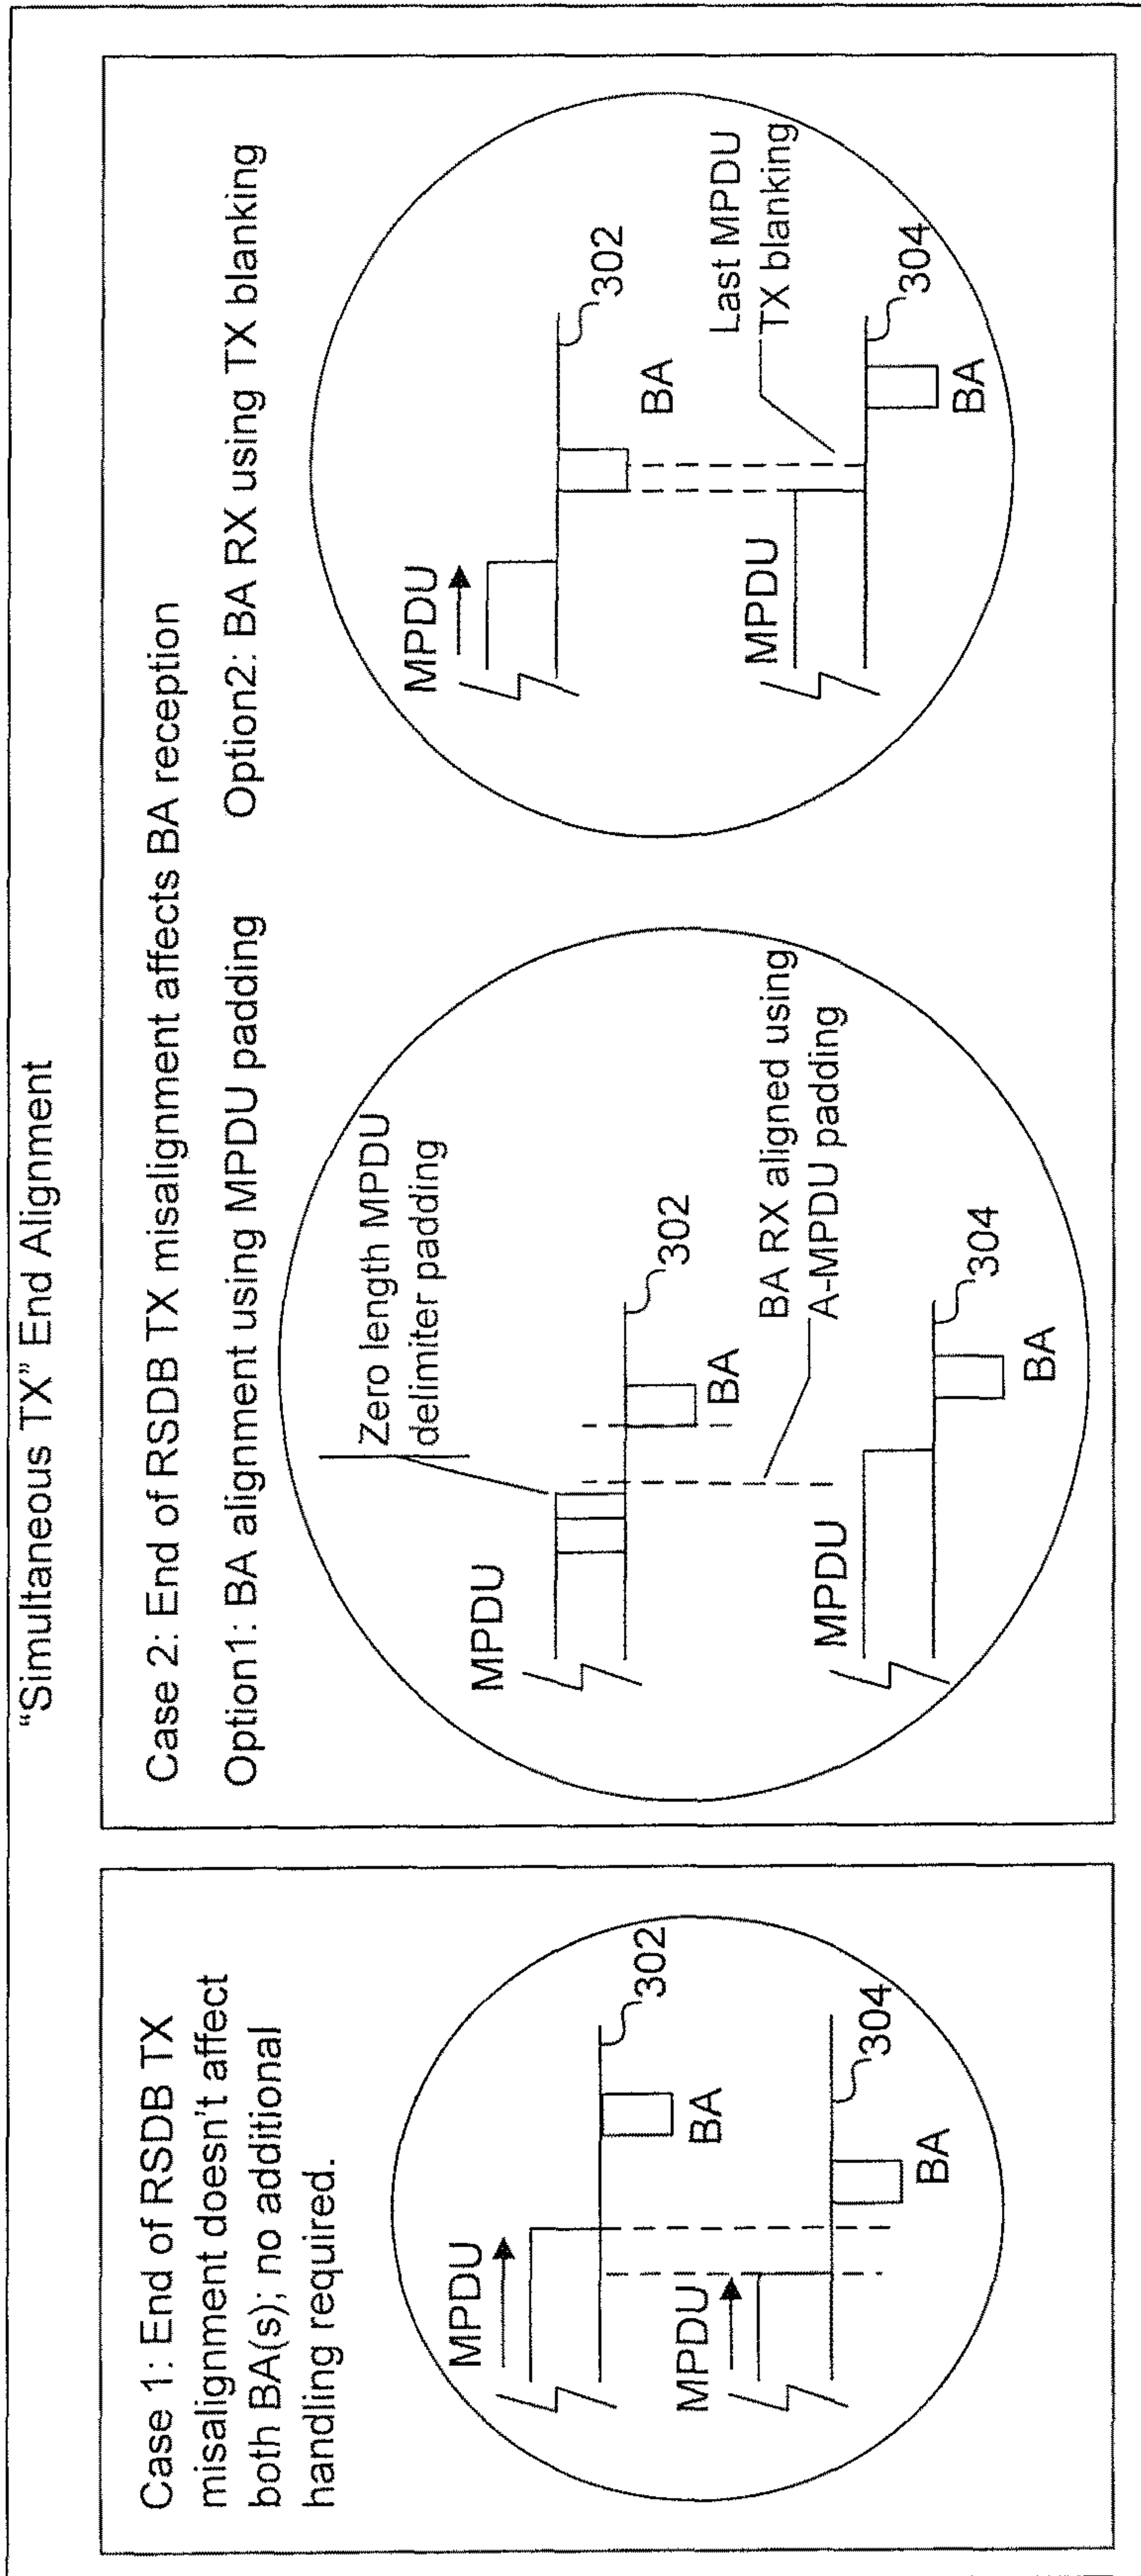 “Simultaneous TX” End Alignment
Case 1: End of RSDB TX
misalignment doesn't affect
both BA(s); no additional
handling required.
MPDU
302
BA
MPDU
304
BA
Case 2: End of RSDB TX misalignment affects BA reception
Option1: BA alignment using MPDU padding
Zero length MPDU
delimiter padding
MPDU
302
BA
BA RX aligned using
A-MPDU padding
MPDU
304
BA
Option2: BA RX using TX blanking
MPDU
302
BA
Last MPDU
TX blanking
MPDU
304
BA